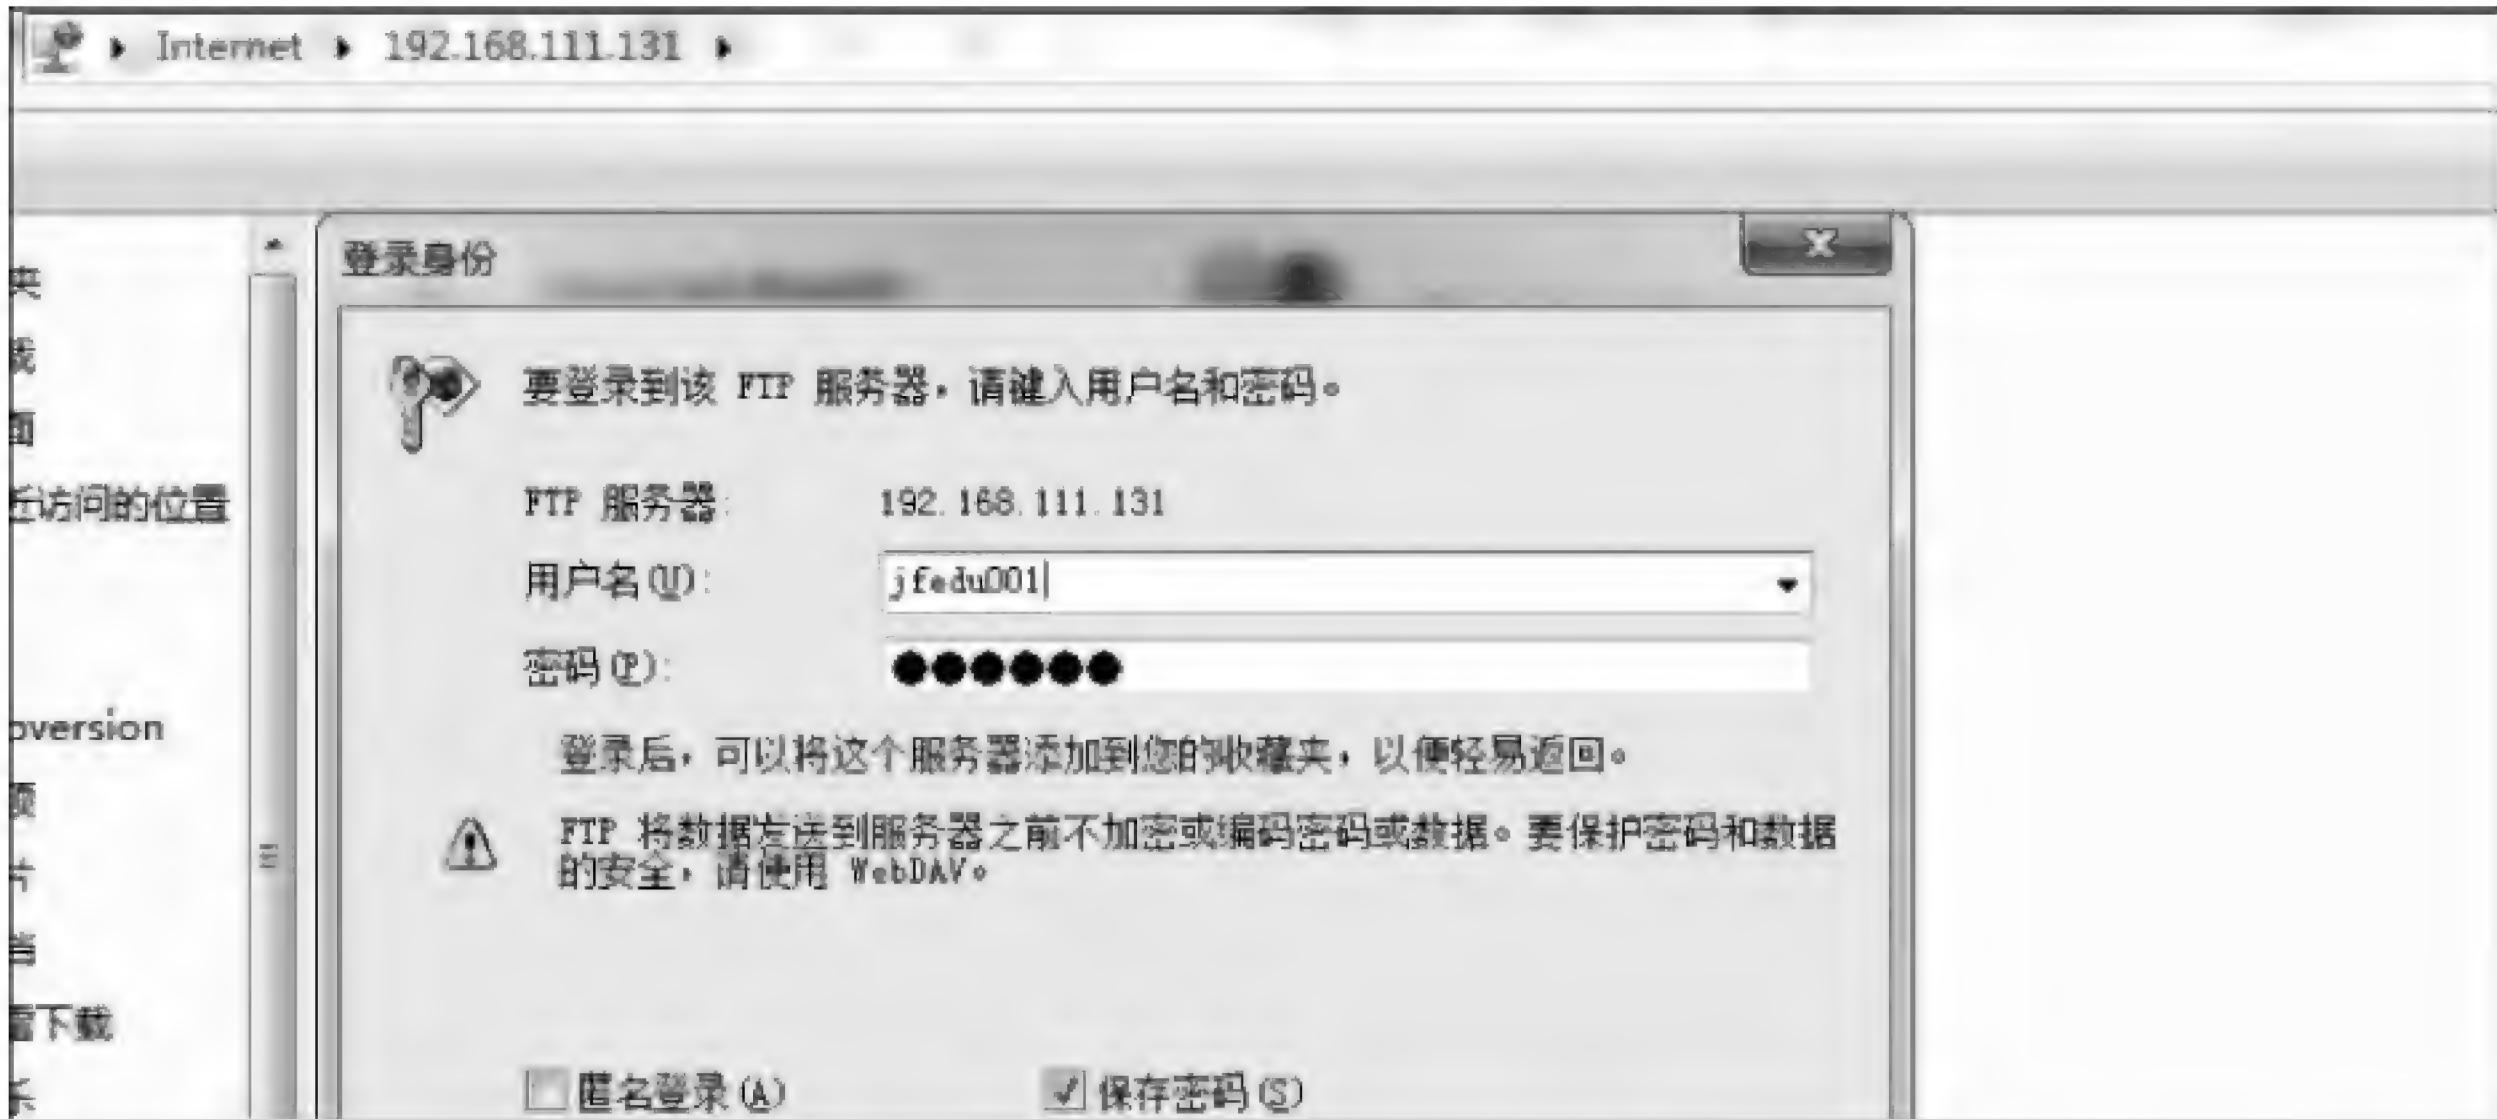 Internet
192.168.111.131
登录身份
要登录到该 FTP 服务器，请键入用户名和密码。
访问的位置
FTP 服务器:
192.168.111.131
用户名(U):
jfedu001
密码(P):
version
登录后，可以将这个服务器添加到您的收藏夹，以便轻易返回。
FTP 将数据发送到服务器之前不加密或编码密码或数据。要保护密码和数据
的安全，请使用 WebDAV。
下载
匿名登录(A)
保存密码(S)